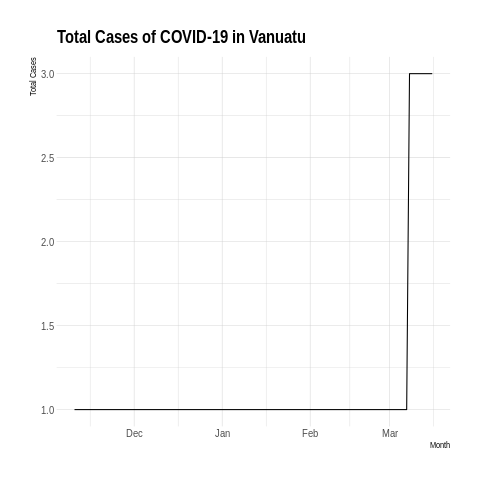 Total Cases of COVID-19 in Vanuatu
Total Cases
3.0
2.5
2.0
1.5
1.0
Dec Jan Feb Mar
Month